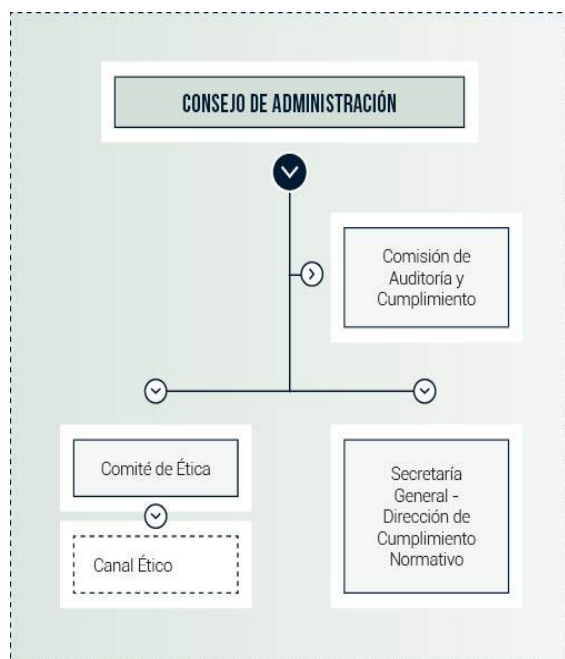 CONSEJO DE ADMINISTRACIÓN
Comisión de
Auditoría y
Cumplimiento
Comité de Ética
Canal Ético
Secretaría
General -
Dirección de
Cumplimiento
Normativo